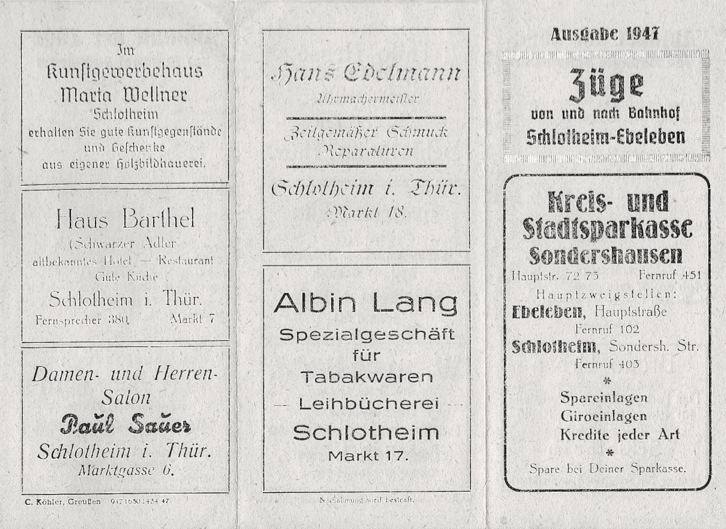 Im
Kunstgewerbehaus
Marta Wellner
Schlotheim
erhalten Sie gute Kunstgegenstände
und Geschenke
aus eigener Holzbildhauerei.
Haus Barthel
(Schwarzer Adler
altbekanntes Hotel — Restaurant
Gute Küche
Schlotheim i. Thür.
Fernsprecher 380, Markt 7
Damen- und Herren-
Salon
Paul Sauer
Schlotheim i. Thür.
Marktgasse 6.
C. Köhler, Greußen
Hans Edelmann
Uhrmachermeister
Zeitgemäßer Schmuck
Reparaturen
Schlotheim i. Thür.
Markt 18.
Albin Lang
Spezialgeschäft
für
Tabakwaren
— Leihbücherei —
Schlotheim
Markt 17.
Nachahmung wird bestraft.
Ausgabe 1947
Züge
von und nach Bahnhof
Schlotheim-Ebeleben
Kreis- und
Stadtsparkasse
Sondershausen
Hauptstr. 72 73 Fernruf 451
Hauptzweigstellen:
Ebeleben, Hauptstraße
Fernruf 102
Schlotheim, Sondersh. Str.
Fernruf 403
*
Spareinlagen
Giroeinlagen
Kredite jeder Art
*
Spare bei Deiner Sparkasse.